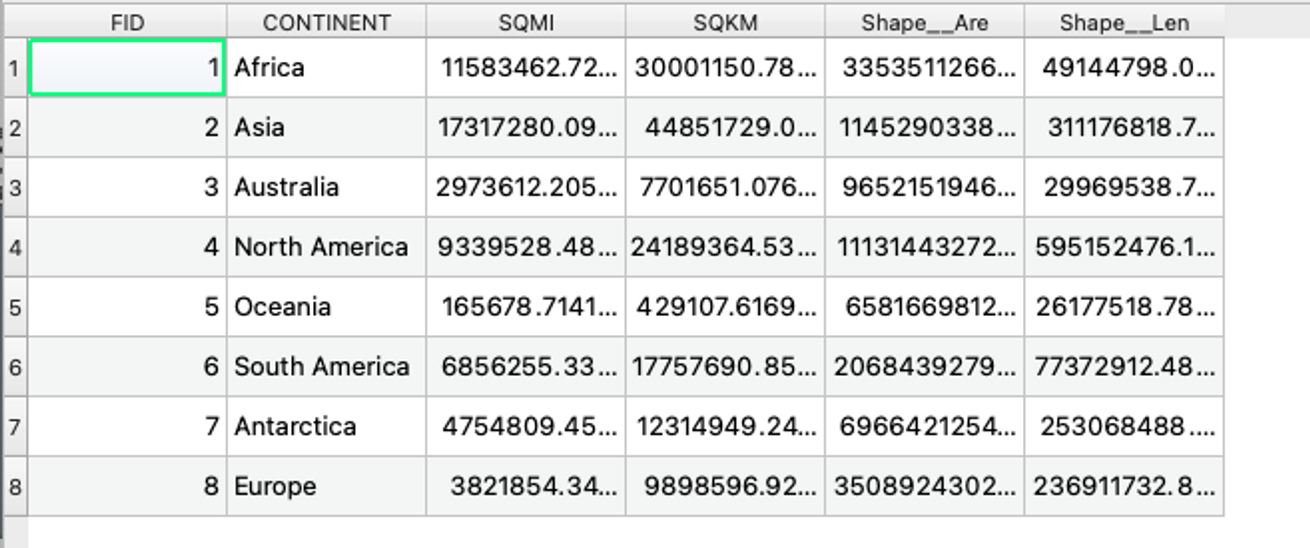 FID CONTINENT SQMI SQKM Shape__Are Shape__Len
1 1 Africa 11583462.72... 30001150.78... 3353511266... 49144798.0...
2 2 Asia 17317280.09... 44851729.0... 1145290338... 311176818.7...
3 3 Australia 2973612.205... 7701651.076... 9652151946... 29969538.7...
4 4 North America 9339528.48... 24189364.53... 11131443272... 595152476.1...
5 5 Oceania 165678.7141... 429107.6169... 6581669812... 26177518.78...
6 6 South America 6856255.33... 17757690.85... 2068439279... 77372912.48...
7 7 Antarctica 4754809.45... 12314949.24... 6966421254... 253068488....
8 8 Europe 3821854.34... 9898596.92... 3508924302... 236911732.8...